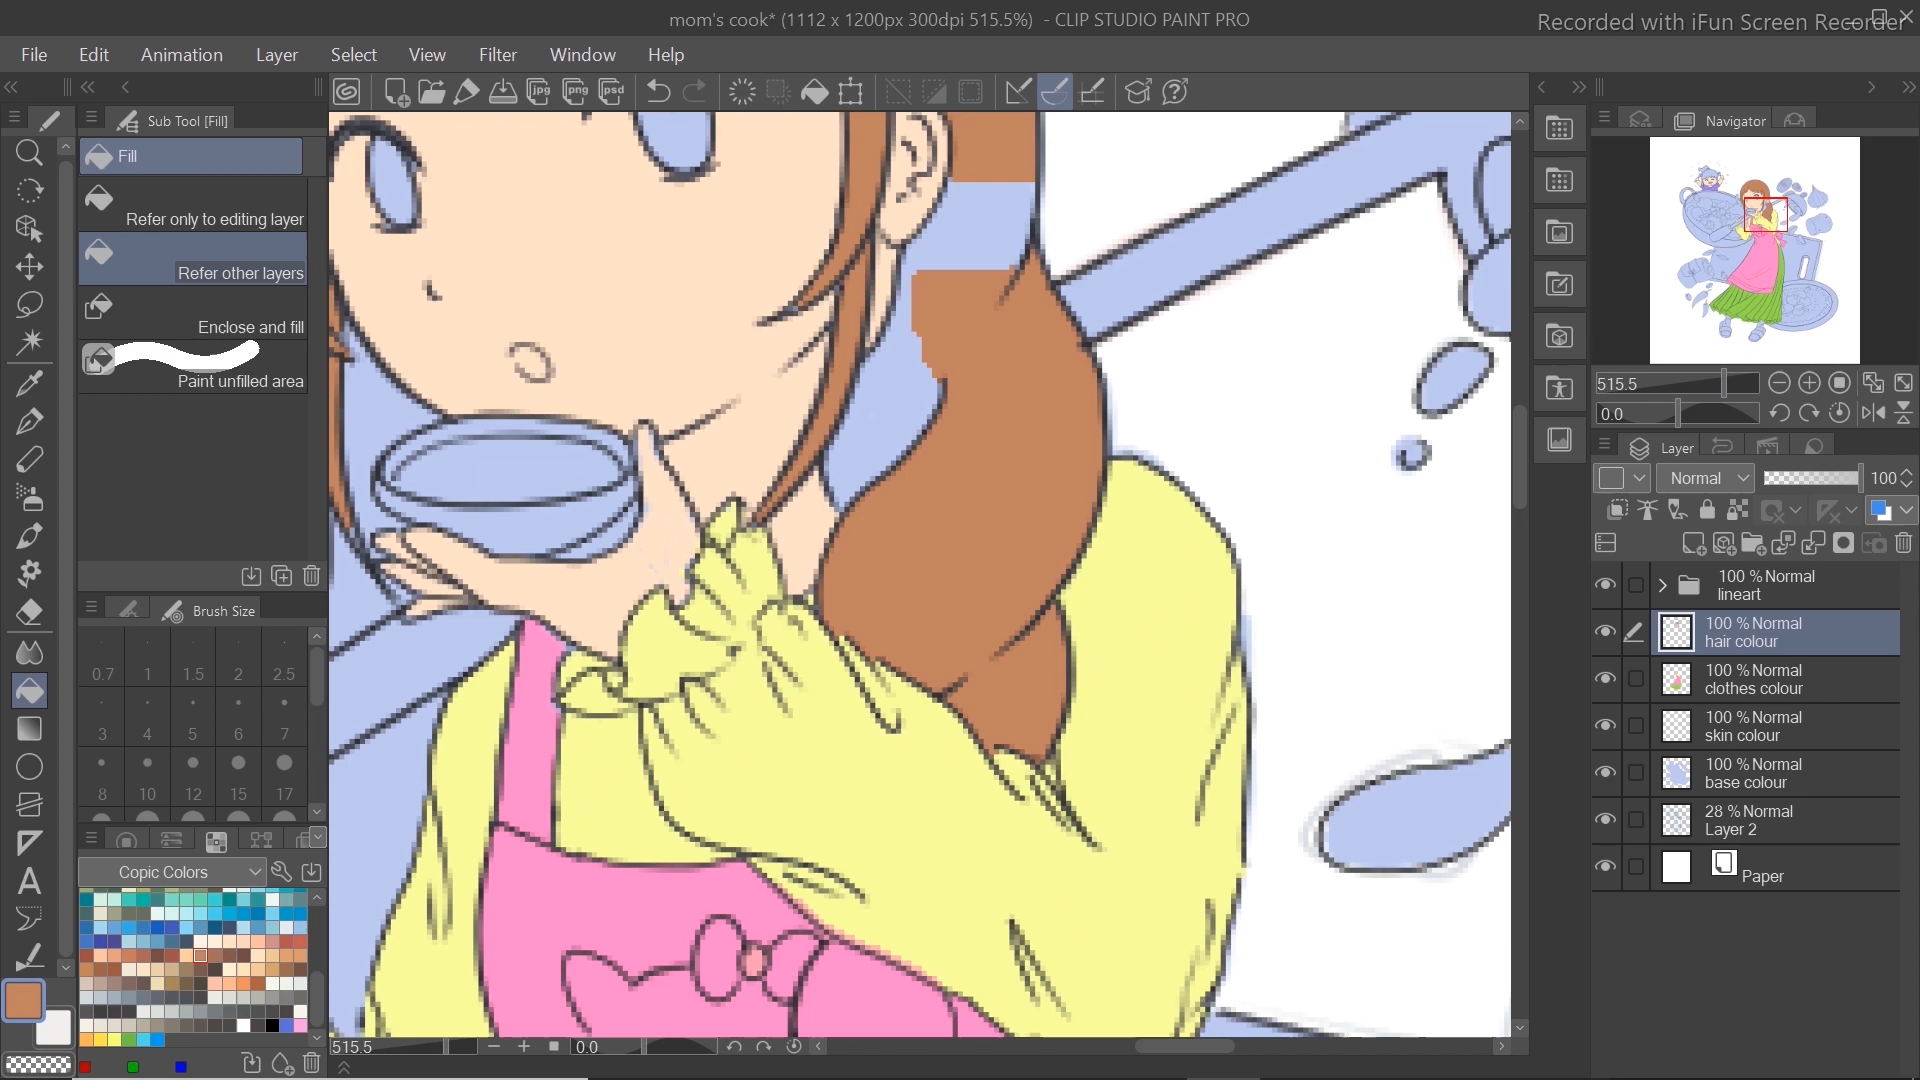 mom's cook* (1112 x 1200px 300dpi 515.5%) - CLIP STUDIO PAINT PRO
Recorded with iFun Screen Recorder
File Edit Animation Layer Select View Filter Window Help
jpg png psd
Sub Tool [Fill]
Navigator
Fill
Refer only to editing layer
Refer other layers
Enclose and fill
Paint unfilled area
515.5
0.0
Layer
Normal 100
100 % Normal
lineart
100 % Normal
hair colour
100 % Normal
clothes colour
100 % Normal
skin colour
100 % Normal
base colour
28 % Normal
Layer 2
Paper
Brush Size
0.7 1 1.5 2 2.5
3 4 5 6 7
8 10 12 15 17
Copic Colors
A
515.5 0.0